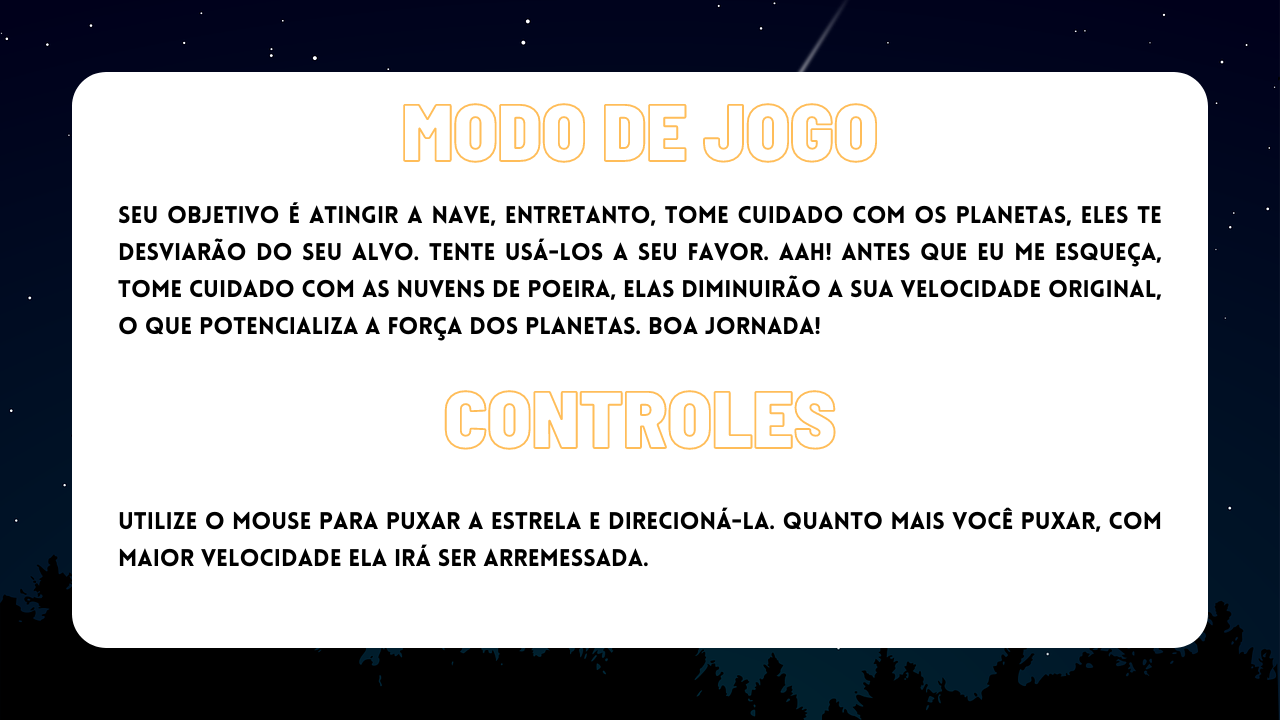 MODO DE JOGO
SEU OBJETIVO É ATINGIR A NAVE, ENTRETANTO, TOME CUIDADO COM OS PLANETAS, ELES TE
DESVIARÃO DO SEU ALVO. TENTE USÁ-LOS A SEU FAVOR. AAH! ANTES QUE EU ME ESQUEÇA,
TOME CUIDADO COM AS NUVENS DE POEIRA, ELAS DIMINUIRÃO A SUA VELOCIDADE ORIGINAL,
O QUE POTENCIALIZA A FORÇA DOS PLANETAS. BOA JORNADA!
CONTROLES
UTILIZE O MOUSE PARA PUXAR A ESTRELA E DIRECIONÁ-LA. QUANTO MAIS VOCÊ PUXAR, COM
MAIOR VELOCIDADE ELA IRÁ SER ARREMESSADA.